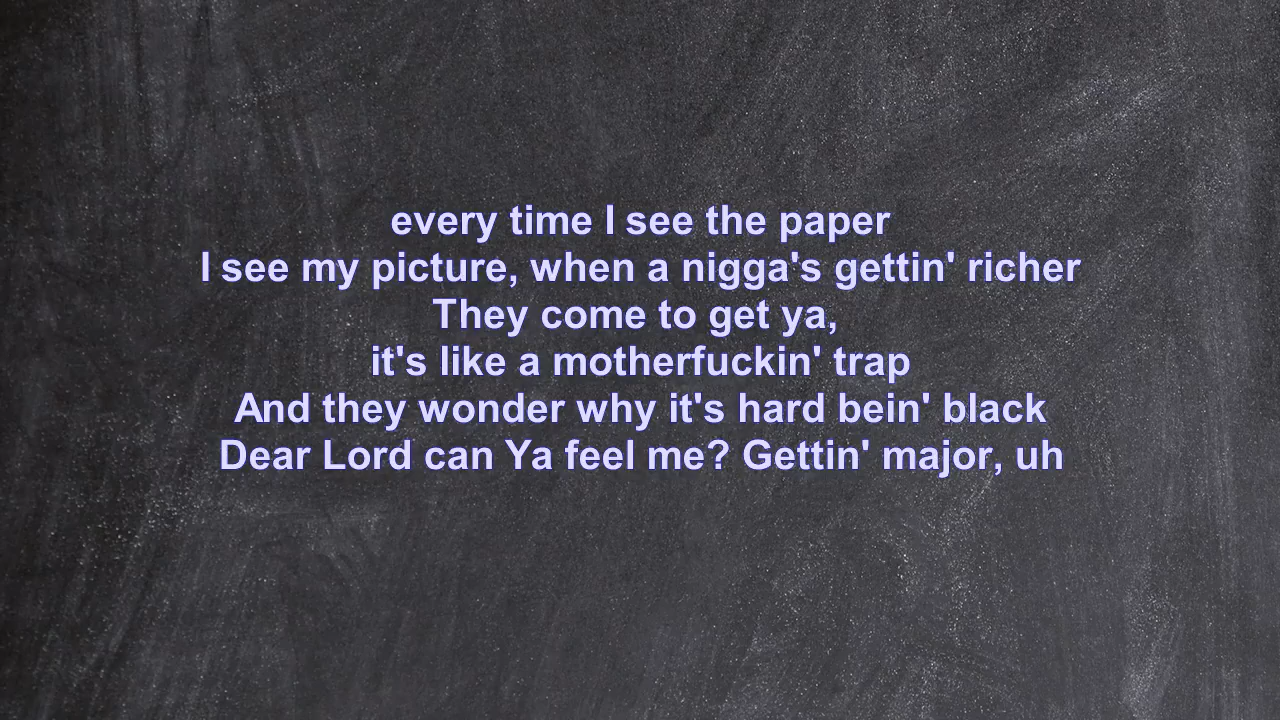 every time I see the paper
I see my picture, when a nigga's gettin' richer
They come to get ya,
it's like a motherfuckin' trap
And they wonder why it's hard bein' black
Dear Lord can Ya feel me? Gettin' major, uh